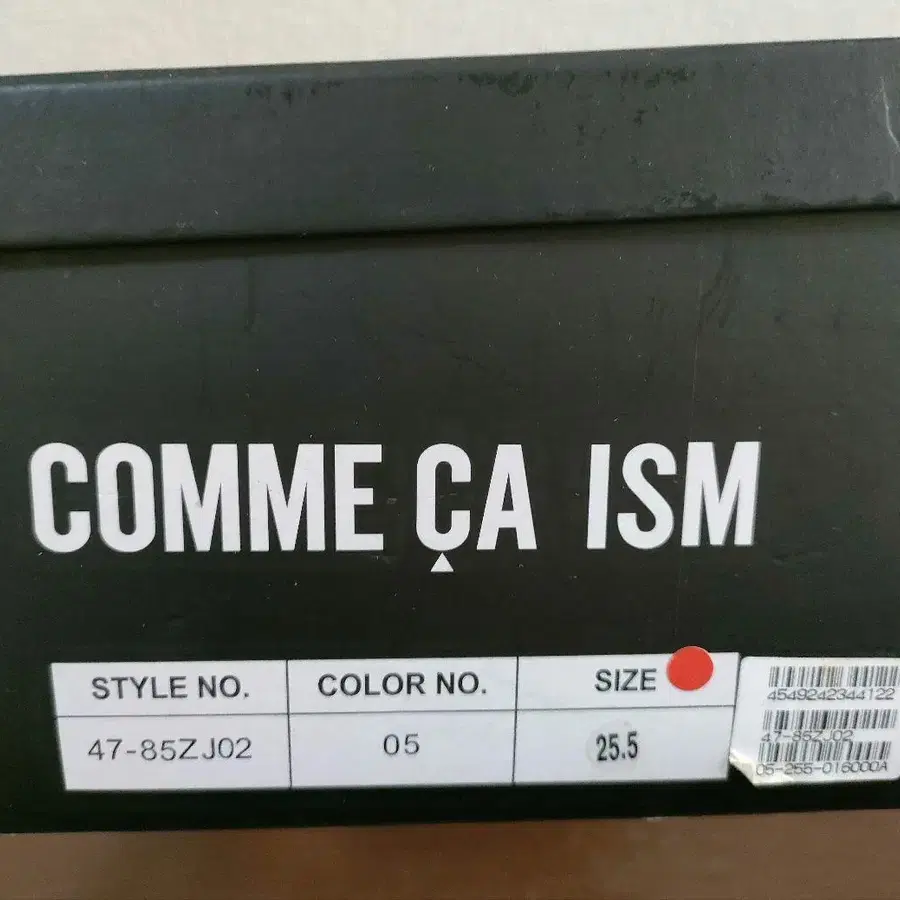 COMME ÇA ISM
STYLE NO. COLOR NO. SIZE
47-85ZJ02 05 25.5
4549242344122
47-85ZJ02
05-255-016000A